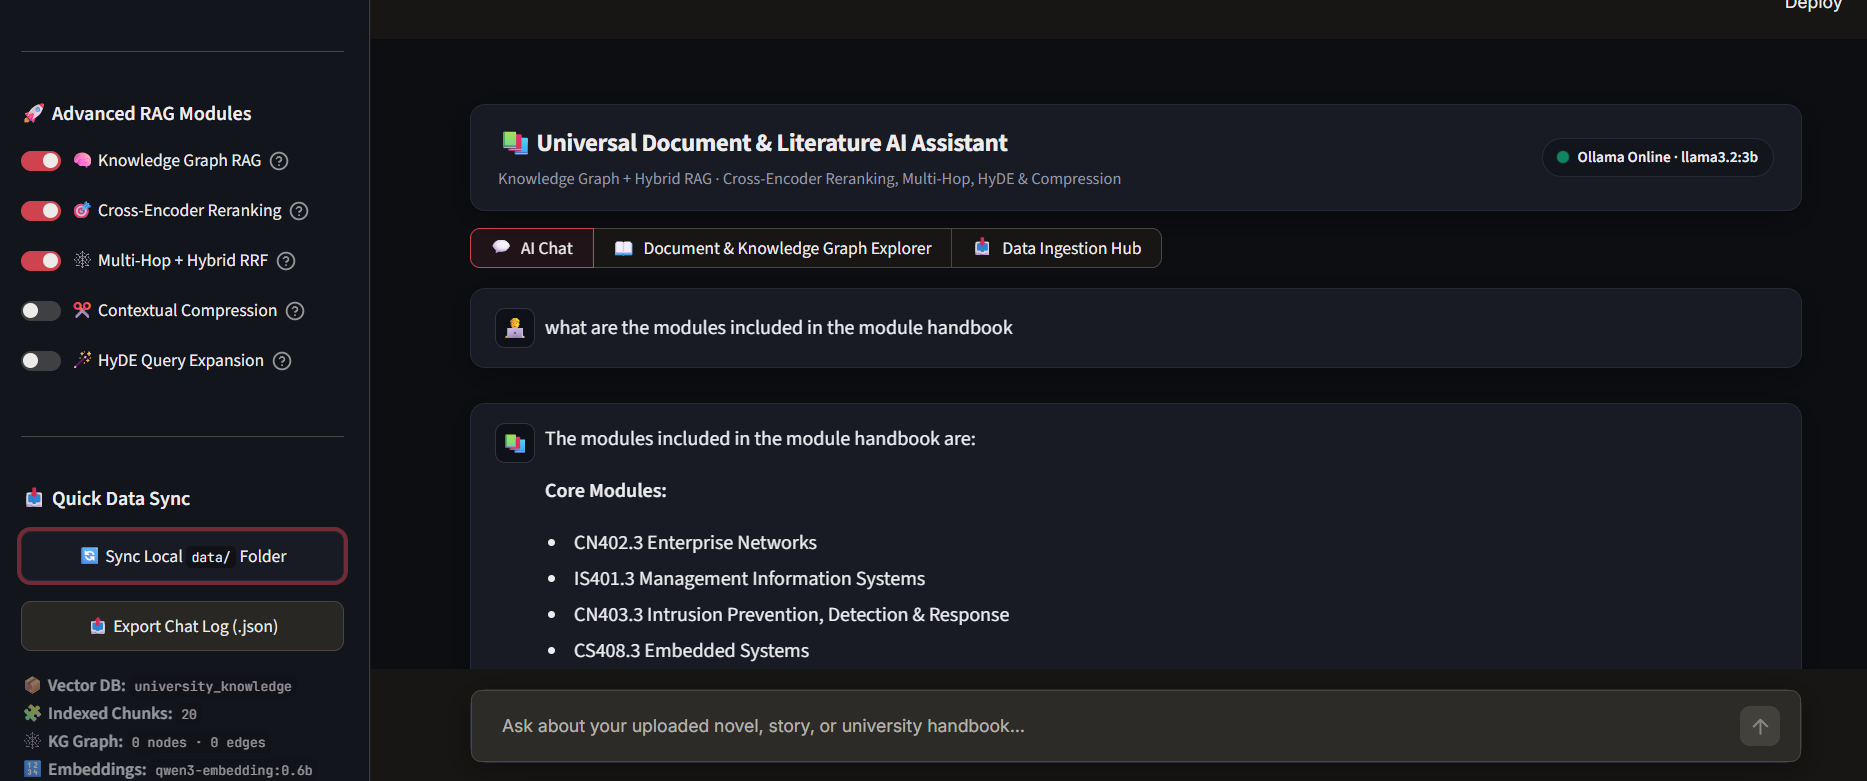 Deploy
🚀 Advanced RAG Modules
🧠 Knowledge Graph RAG
🎯 Cross-Encoder Reranking
🕸️ Multi-Hop + Hybrid RRF
✂️ Contextual Compression
🪄 HyDE Query Expansion
📥 Quick Data Sync
🔄 Sync Local data/ Folder
📥 Export Chat Log (.json)
📦 Vector DB: university_knowledge
🧩 Indexed Chunks: 20
🕸️ KG Graph: 0 nodes · 0 edges
🔢 Embeddings: qwen3-embedding:0.6b
📚 Universal Document & Literature AI Assistant
Knowledge Graph + Hybrid RAG · Cross-Encoder Reranking, Multi-Hop, HyDE & Compression
Ollama Online · llama3.2:3b
💬 AI Chat
📖 Document & Knowledge Graph Explorer
📥 Data Ingestion Hub
what are the modules included in the module handbook
The modules included in the module handbook are:
Core Modules:
• CN402.3 Enterprise Networks
• IS401.3 Management Information Systems
• CN403.3 Intrusion Prevention, Detection & Response
• CS408.3 Embedded Systems
Ask about your uploaded novel, story, or university handbook...